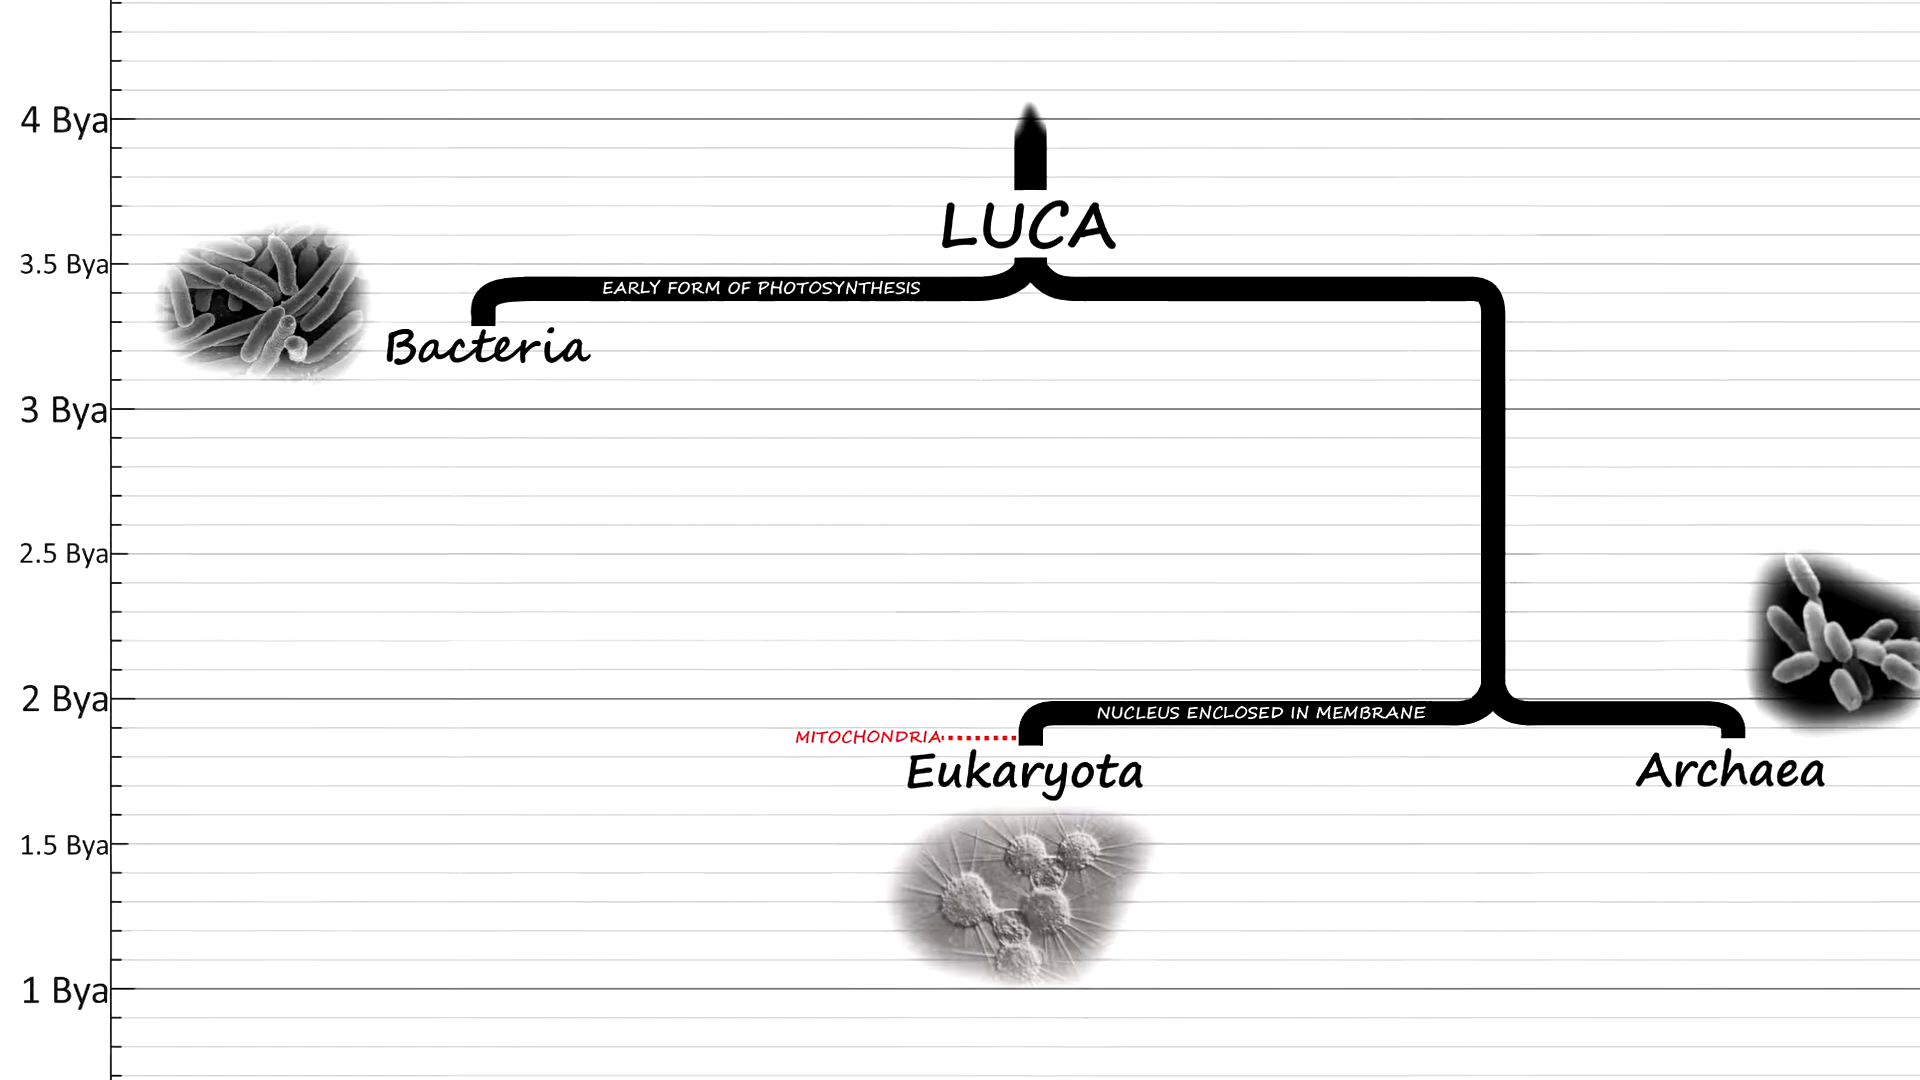 4 Bya
LUCA
3.5 Bya
EARLY FORM OF PHOTOSYNTHESIS
Bacteria
3 Bya
2.5 Bya
2 Bya
NUCLEUS ENCLOSED IN MEMBRANE
MITOCHONDRIA
Eukaryota
Archaea
1.5 Bya
1 Bya